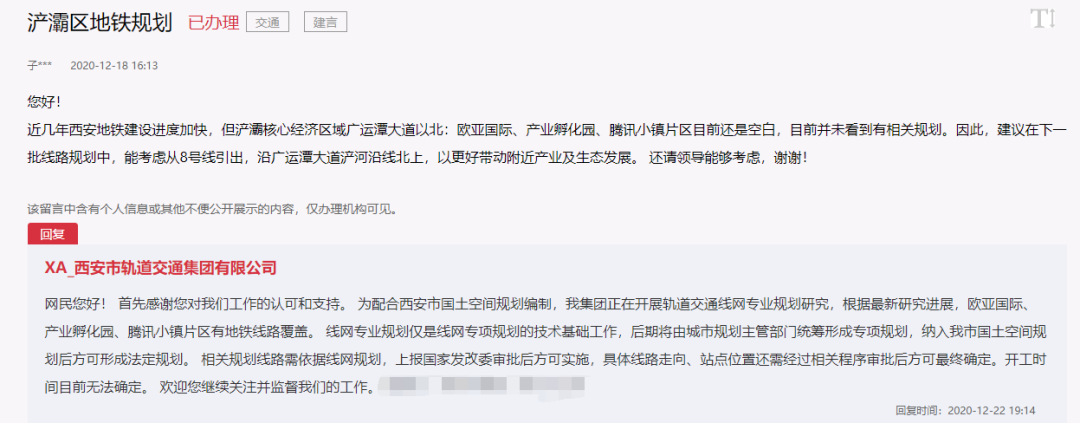 浐灞区地铁规划 已办理 交通 建言
T
子*** 2020-12-18 16:13
您好！
近几年西安地铁建设进度加快，但浐灞核心经济区域广运潭大道以北：欧亚国际、产业孵化园、腾讯小镇片区目前还是空白，目前并未看到有相关规划。因此，建议在下一
批线路规划中，能考虑从8号线引出，沿广运潭大道浐河沿线北上，以更好带动附近产业及生态发展。 还请领导能够考虑，谢谢！
该留言中含有个人信息或其他不便公开展示的内容，仅办理机构可见。
回复
XA_西安市轨道交通集团有限公司
网民您好！ 首先感谢您对我们工作的认可和支持。 为配合西安市国土空间规划编制，我集团正在开展轨道交通线网专业规划研究，根据最新研究进展，欧亚国际、
产业孵化园、腾讯小镇片区有地铁线路覆盖。 线网专业规划仅是线网专项规划的技术基础工作，后期将由城市规划主管部门统筹形成专项规划，纳入我市国土空间规
划后方可形成法定规划。 相关规划线路需依据线网规划，上报国家发改委审批后方可实施，具体线路走向、站点位置还需经过相关程序审批后方可最终确定。开工时
间目前无法确定。 欢迎您继续关注并监督我们的工作。
回复时间：2020-12-22 19:14